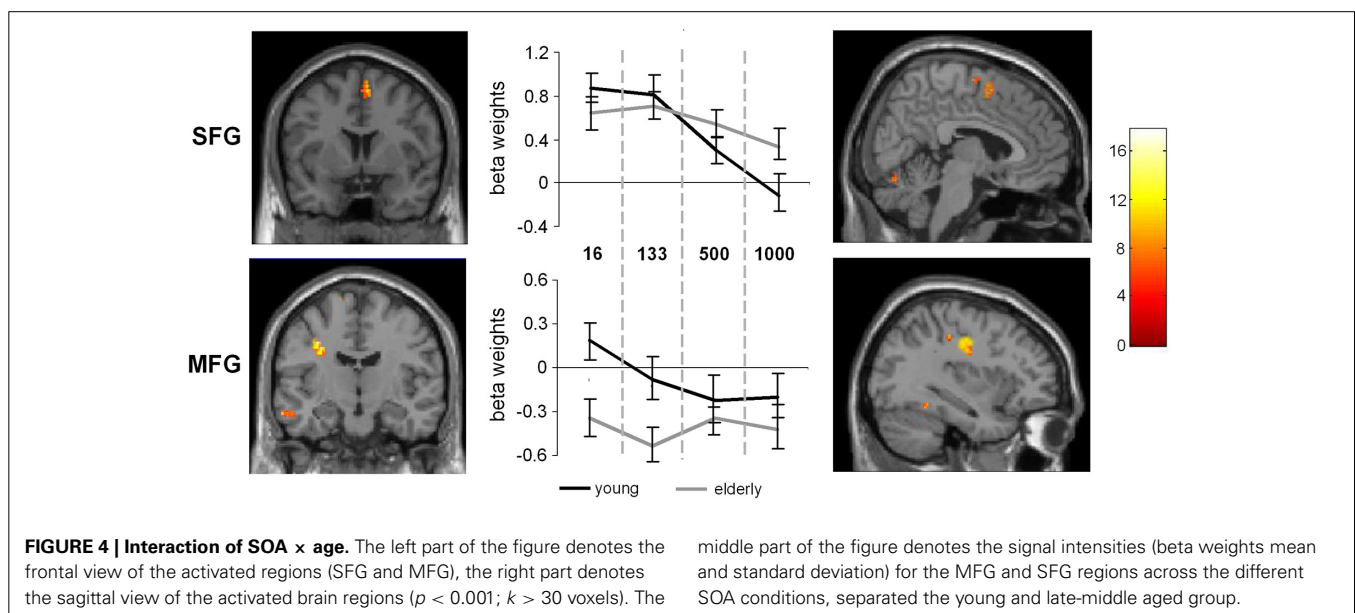 SFG
beta weights
1.2
0.8
0.4
0
-0.4
16 133 500 1000
16
12
8
4
0
MFG
beta weights
0.6
0.3
0
-0.3
-0.6
young elderly
FIGURE 4 | Interaction of SOA × age. The left part of the figure denotes the
frontal view of the activated regions (SFG and MFG), the right part denotes
the sagittal view of the activated brain regions (p < 0.001; k > 30 voxels). The
middle part of the figure denotes the signal intensities (beta weights mean
and standard deviation) for the MFG and SFG regions across the different
SOA conditions, separated the young and late-middle aged group.